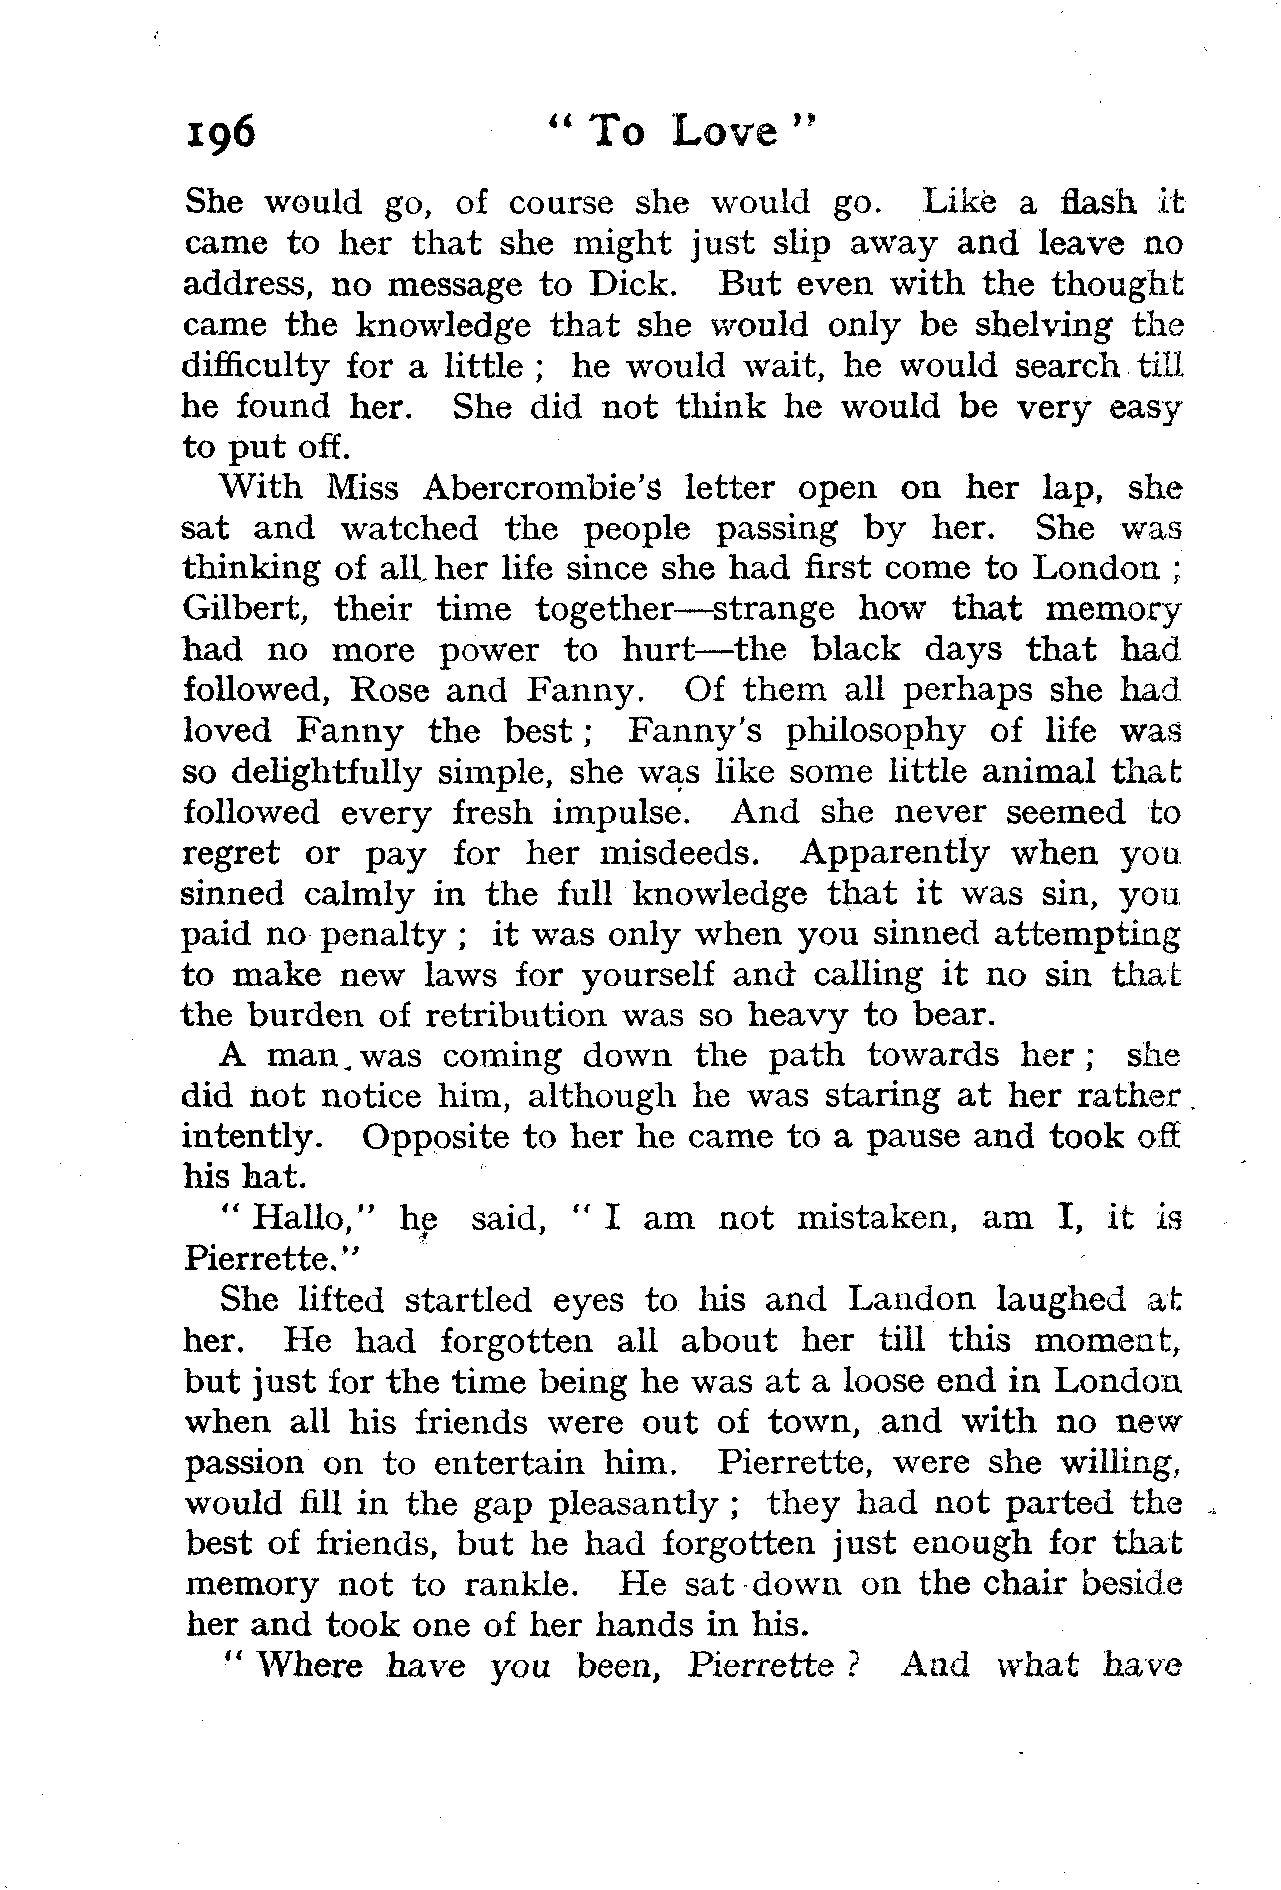 196 “ To Love ”
She would go, of course she would go. Like a flash it
came to her that she might just slip away and leave no
address, no message to Dick. But even with the thought
came the knowledge that she would only be shelving the
difficulty for a little ; he would wait, he would search till
he found her. She did not think he would be very easy
to put off.
With Miss Abercrombie's letter open on her lap, she
sat and watched the people passing by her. She was
thinking of all her life since she had first come to London ;
Gilbert, their time together—strange how that memory
had no more power to hurt—the black days that had
followed, Rose and Fanny. Of them all perhaps she had
loved Fanny the best ; Fanny's philosophy of life was
so delightfully simple, she was like some little animal that
followed every fresh impulse. And she never seemed to
regret or pay for her misdeeds. Apparently when you
sinned calmly in the full knowledge that it was sin, you
paid no penalty ; it was only when you sinned attempting
to make new laws for yourself and calling it no sin that
the burden of retribution was so heavy to bear.
A man was coming down the path towards her ; she
did not notice him, although he was staring at her rather
intently. Opposite to her he came to a pause and took off
his hat.
“ Hallo,” he said, “ I am not mistaken, am I, it is
Pierrette.”
She lifted startled eyes to his and Landon laughed at
her. He had forgotten all about her till this moment,
but just for the time being he was at a loose end in London
when all his friends were out of town, and with no new
passion on to entertain him. Pierrette, were she willing,
would fill in the gap pleasantly ; they had not parted the
best of friends, but he had forgotten just enough for that
memory not to rankle. He sat down on the chair beside
her and took one of her hands in his.
“ Where have you been, Pierrette ? And what have